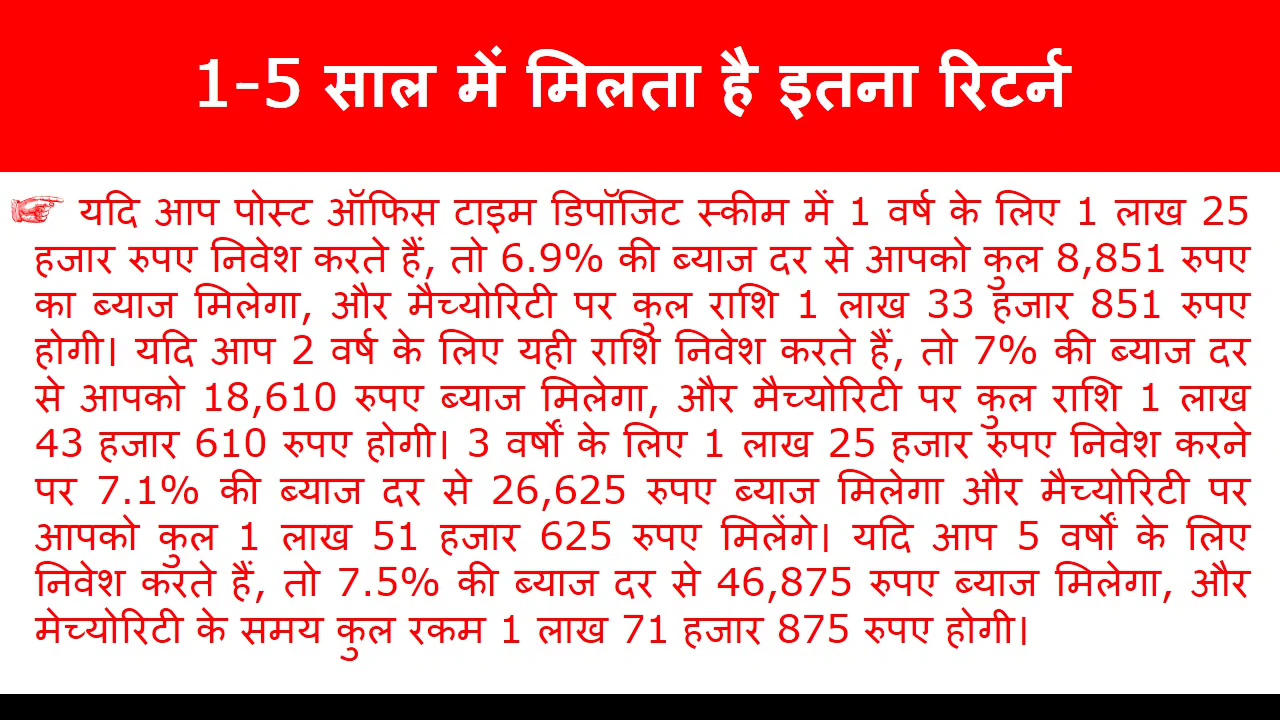 1-5 साल में मिलता है इतना रिटर्न
यदि आप पोस्ट ऑफिस टाइम डिपॉजिट स्कीम में 1 वर्ष के लिए 1 लाख 25
हजार रुपए निवेश करते हैं, तो 6.9% की ब्याज दर से आपको कुल 8,851 रुपए
का ब्याज मिलेगा, और मैच्योरिटी पर कुल राशि 1 लाख 33 हजार 851 रुपए
होगी। यदि आप 2 वर्ष के लिए यही राशि निवेश करते हैं, तो 7% की ब्याज दर
से आपको 18,610 रुपए ब्याज मिलेगा, और मैच्योरिटी पर कुल राशि 1 लाख
43 हजार 610 रुपए होगी। 3 वर्षों के लिए 1 लाख 25 हजार रुपए निवेश करने
पर 7.1% की ब्याज दर से 26,625 रुपए ब्याज मिलेगा और मैच्योरिटी पर
आपको कुल 1 लाख 51 हजार 625 रुपए मिलेंगे। यदि आप 5 वर्षों के लिए
निवेश करते हैं, तो 7.5% की ब्याज दर से 46,875 रुपए ब्याज मिलेगा, और
मेच्योरिटी के समय कुल रकम 1 लाख 71 हजार 875 रुपए होगी।